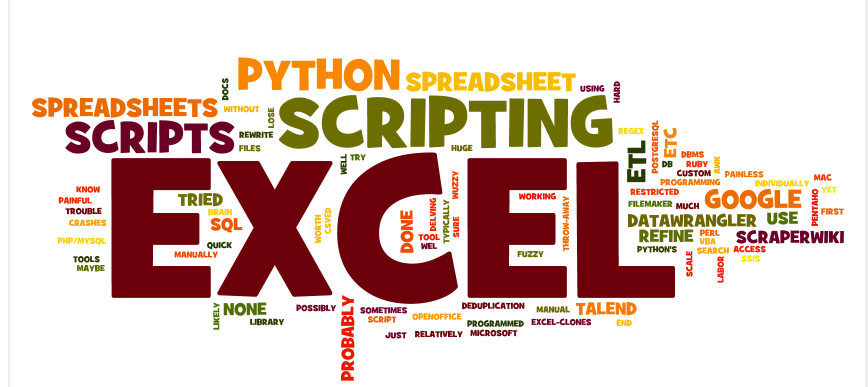 PYTHON
DOCS
SPREADSHEET
USING
HARD
SPREADSHEETS
WITHOUT
LOSE
SCRIPTING
SCRIPTS
REWRITE
FILES
HUGE
REGEX
POSTGRESQL
ETC
ETL
WELL
TRY
EXCEL
DB
DBMS
RUBY
AWK
CUSTOM
PAINLESS
PROGRAMMING
INDIVIDUALLY
MAC
YET
KNOW
PAINFUL
TROUBLE
CRASHES
TRIED
BRAIN
SQL
WORTH
CSVED
DONE
DELVING
TYPICALLY
WUZZY
SURE
TOOL
WEL
WORKING
THROW-AWAY
RESTRICTED
FILEMAKER
MUCH
GOOGLE
PENTAHO
FIRST
DATAWRANGLER
USE
PHP/MYSQL
QUICK
MANUALLY
FUZZY
REFINE
PERL
VBA
SCRAPERWIKI
TOOLS
MAYBE
PYTHON'S
SCALE
SEARCH
LABOR
ACCESS
SSIS
LIKELY
NONE
LIBRARY
POSSIBLY
PROBABLY
SOMETIMES
SCRIPT
OPENOFFICE
DEDUPLICATION
MANUAL
TALEND
PROGRAMMED
EXCEL-CLONES
END
JUST
RELATIVELY
MICROSOFT